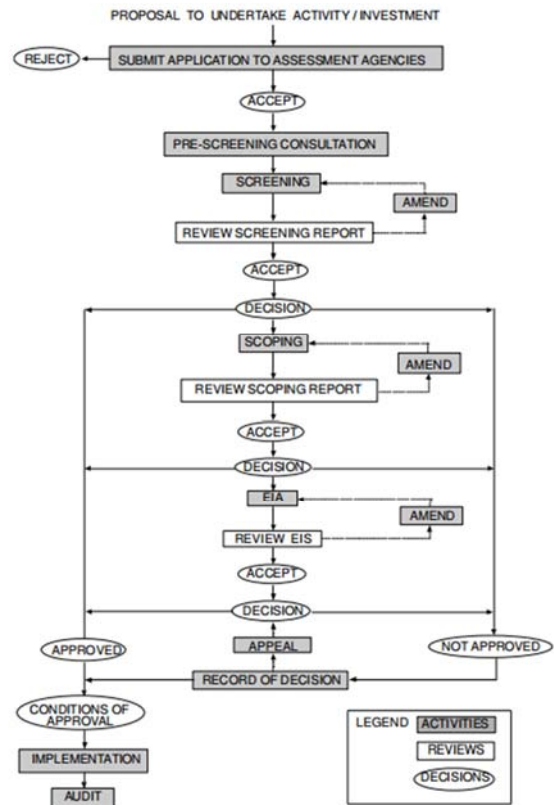 PROPOSAL TO UNDERTAKE ACTIVITY/INVESTMENT
REJECT
SUBMIT APPLICATION TO ASSESSMENT AGENCIES
ACCEPT
PRE-SCREENING CONSULTATION
SCREENING
AMEND
REVIEW SCREENING REPORT
ACCEPT
DECISION
SCOPING
AMEND
REVIEW SCOPING REPORT
ACCEPT
DECISION
EIA
AMEND
REVIEW EIS
ACCEPT
DECISION
APPROVED
APPEAL
NOT APPROVED
RECORD OF DECISION
CONDITIONS OF
APPROVAL
IMPLEMENTATION
AUDIT
LEGEND
ACTIVITIES
REVIEWS
DECISIONS